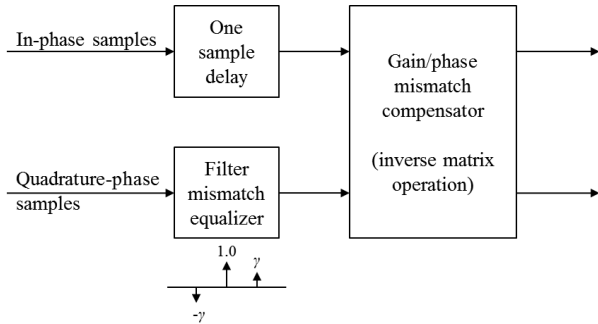 In-phase samples
One
sample
delay
Gain/phase
mismatch
compensator
(inverse matrix
operation)
Quadrature-phase
samples
Filter
mismatch
equalizer
1.0
γ
-γ